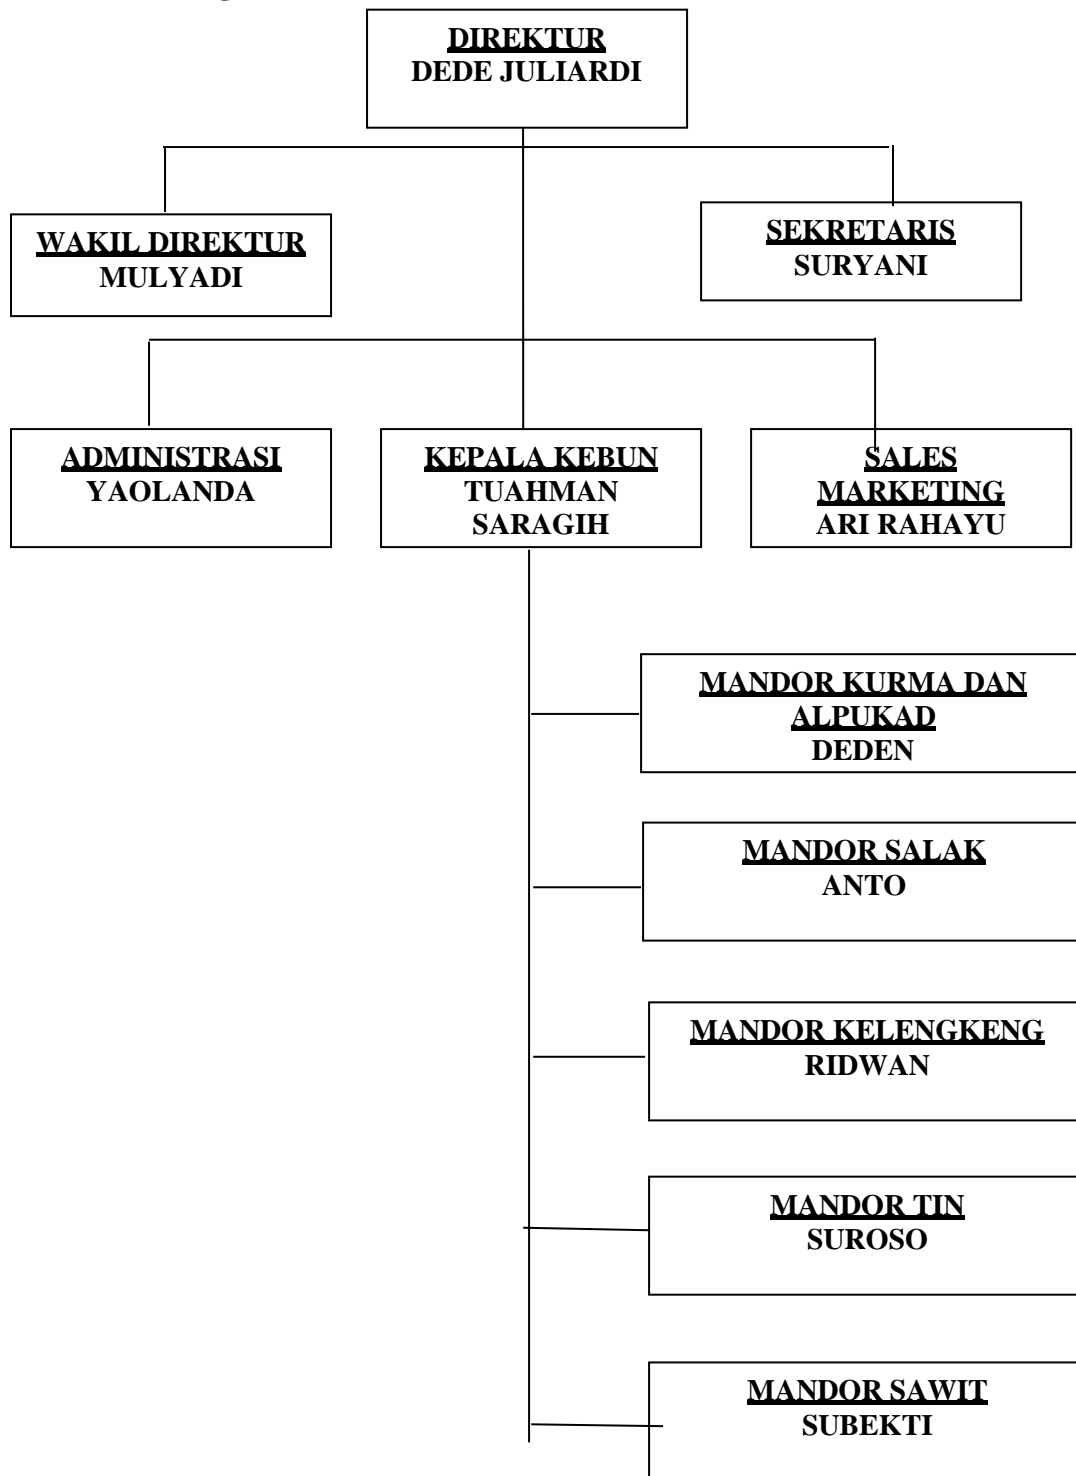 DIREKTUR
DEDE JULIARDI
WAKIL DIREKTUR
MULYADI
SEKRETARIS
SURYANI
ADMINISTRASI
YAOLANDA
KEPALA KEBUN
TUAHMAN
SARAGIH
SALES
MARKETING
ARI RAHAYU
MANDOR KURMA DAN
ALPUKAD
DEDEN
MANDOR SALAK
ANTO
MANDOR KELENGKENG
RIDWAN
MANDOR TIN
SUROSO
MANDOR SAWIT
SUBEKTI